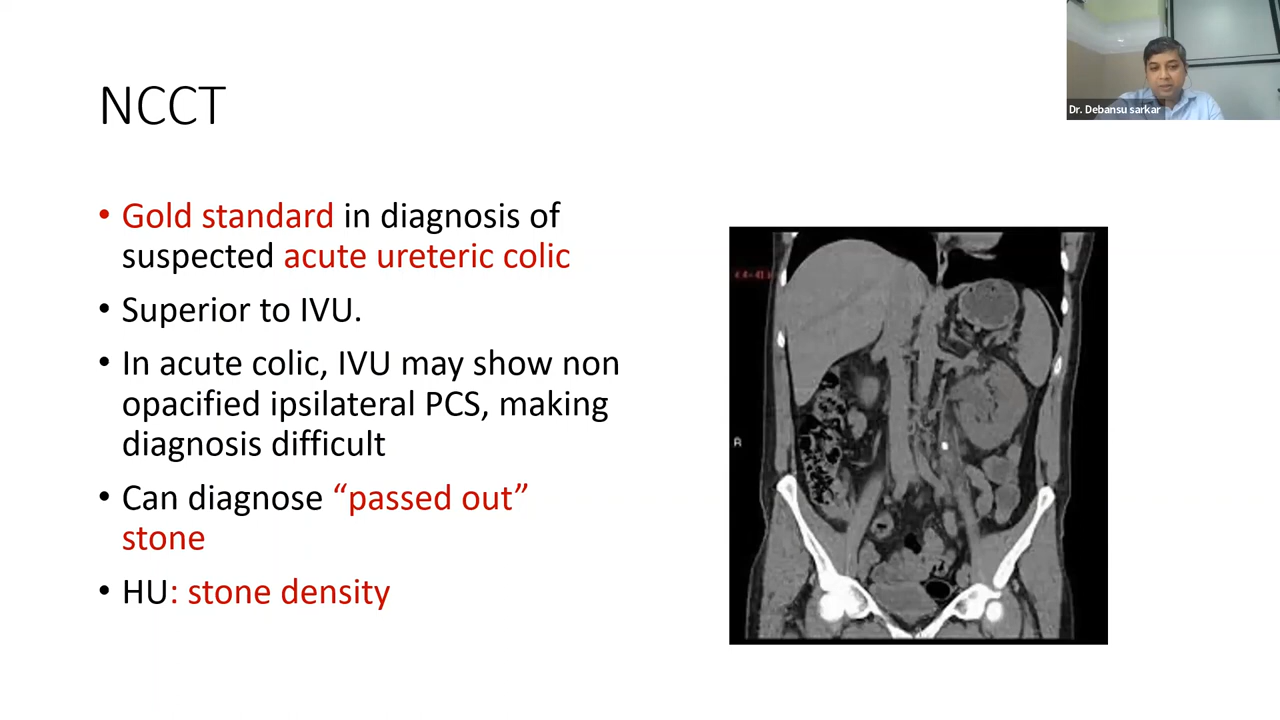 NCCT
Dr. Debansu sarkar
• Gold standard in diagnosis of
suspected acute ureteric colic
• Superior to IVU.
• In acute colic, IVU may show non
opacified ipsilateral PCS, making
diagnosis difficult
• Can diagnose “passed out”
stone
• HU: stone density